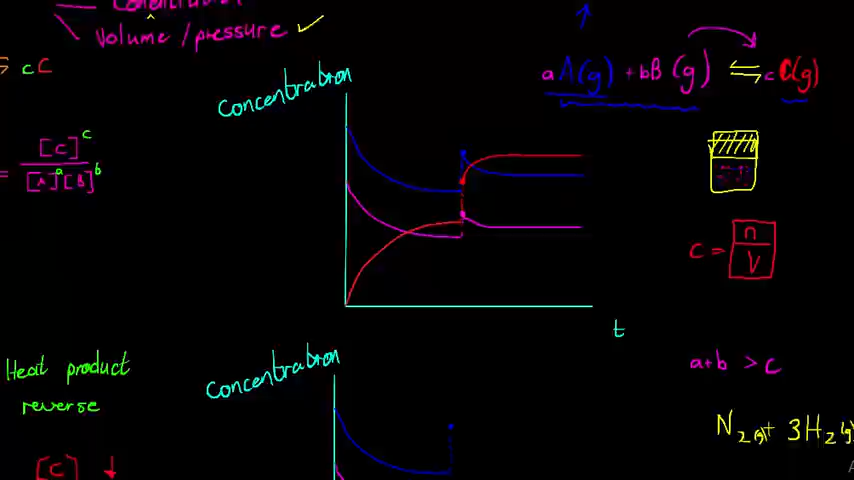 Volume/pressure ✓
cC
aA(g) + bB(g) ⇌ cC(g)
concentration
= [C]^c / [A]^a [B]^b
c = n / V
t
a+b > c
concentration
Heat product
reverse
N₂(g) + 3H₂(g)
[C] ↓